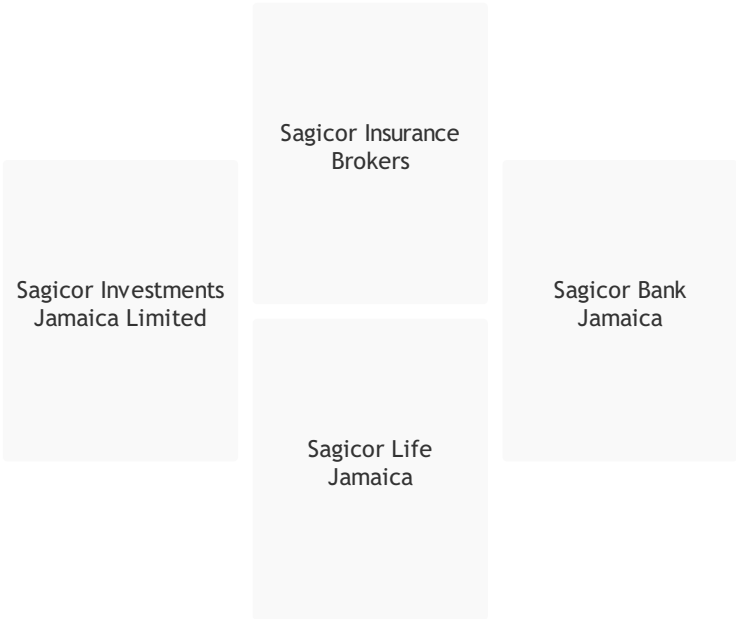 Sagicor Insurance
Brokers
Sagicor Investments
Jamaica Limited
Sagicor Bank
Jamaica
Sagicor Life
Jamaica